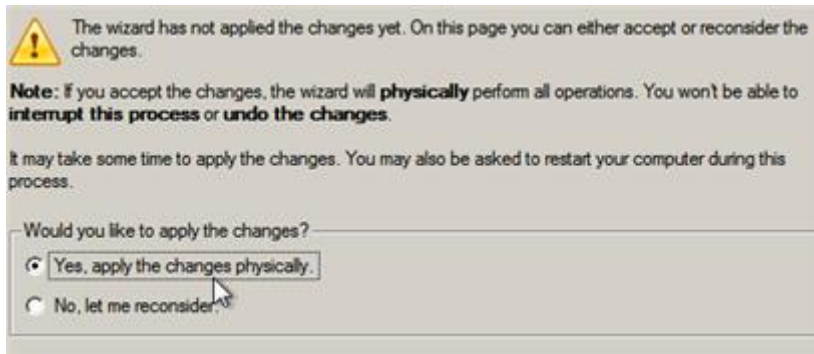 The wizard has not applied the changes yet. On this page you can either accept or reconsider the
changes.
Note: If you accept the changes, the wizard will physically perform all operations. You won't be able to
interrupt this process or undo the changes.
It may take some time to apply the changes. You may also be asked to restart your computer during this
process.
Would you like to apply the changes?
Yes, apply the changes physically.
No, let me reconsider.